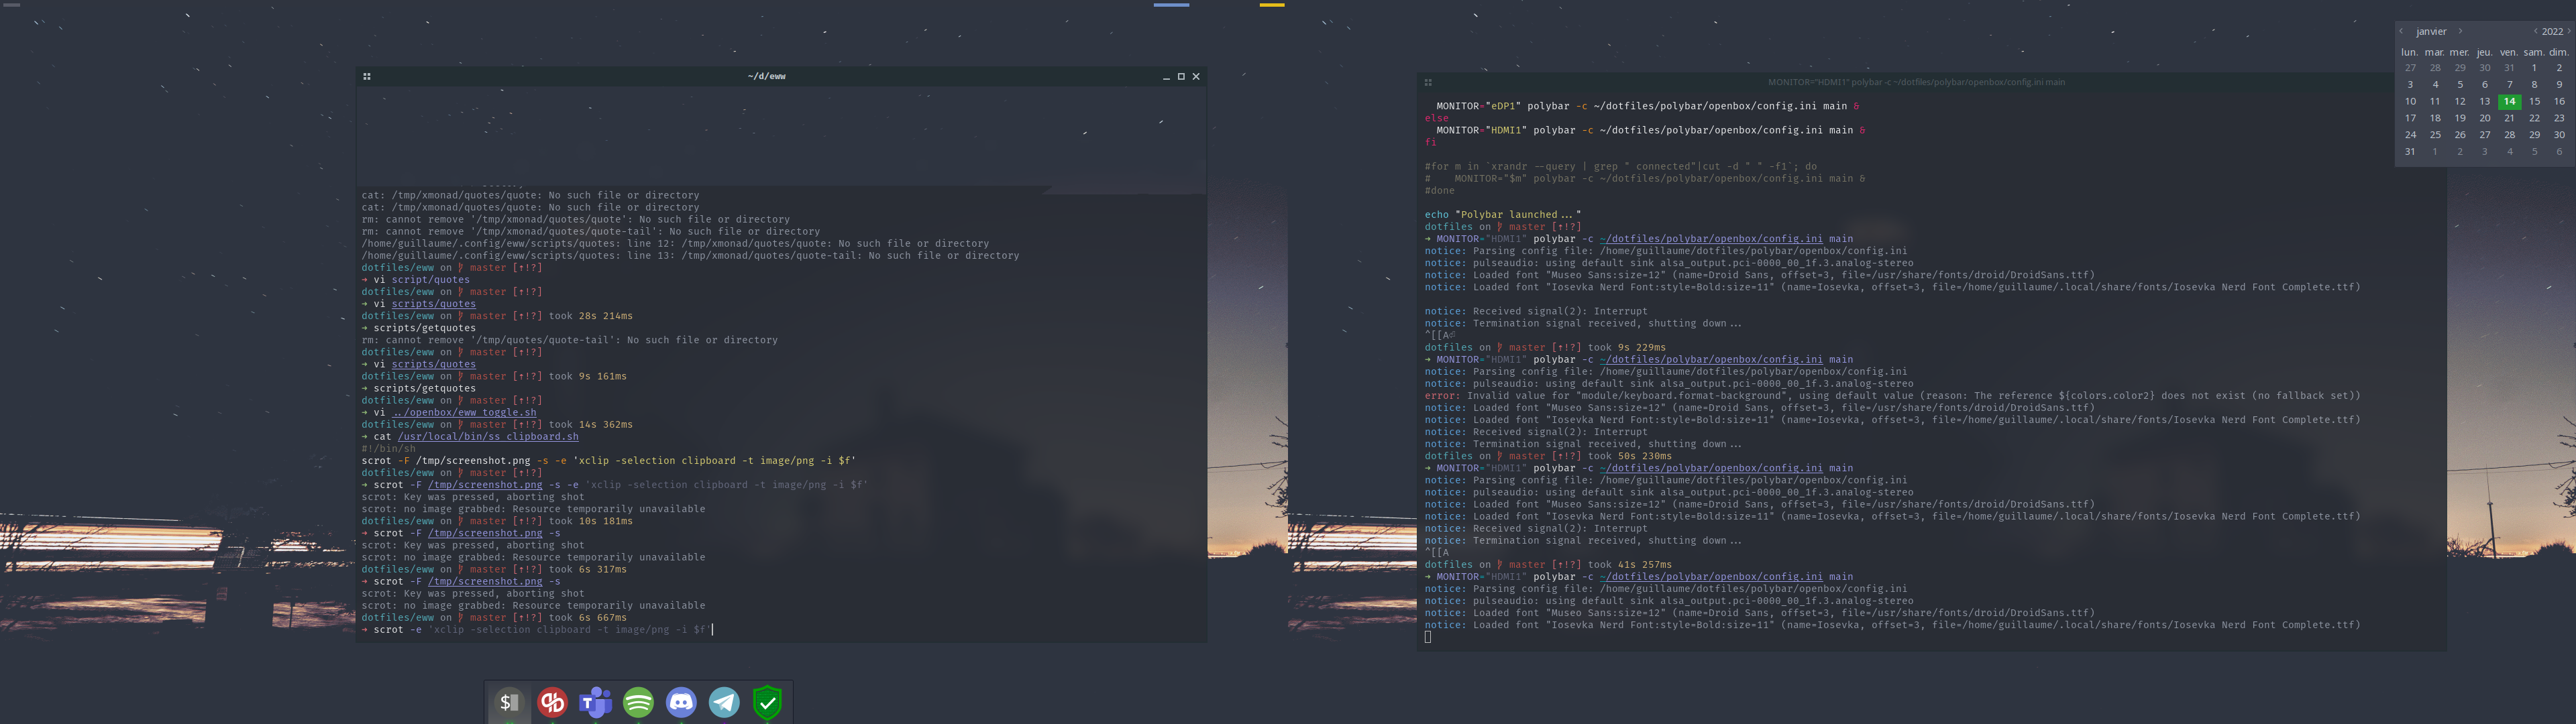 ~/d/eww
cat: /tmp/xmonad/quotes/quote: No such file or directory
cat: /tmp/xmonad/quotes/quote: No such file or directory
rm: cannot remove '/tmp/xmonad/quotes/quote': No such file or directory
rm: cannot remove '/tmp/xmonad/quotes/quote-tail': No such file or directory
/home/guillaume/.config/eww/scripts/quotes: line 12: /tmp/xmonad/quotes/quote: No such file or directory
/home/guillaume/.config/eww/scripts/quotes: line 13: /tmp/xmonad/quotes/quote-tail: No such file or directory
dotfiles/eww on master [⇡!?]
➜ vi script/quotes
dotfiles/eww on master [⇡!?]
➜ vi scripts/quotes
dotfiles/eww on master [⇡!?] took 28s 214ms
➜ scripts/getquotes
rm: cannot remove '/tmp/quotes/quote-tail': No such file or directory
dotfiles/eww on master [⇡!?]
➜ vi scripts/quotes
dotfiles/eww on master [⇡!?] took 9s 161ms
➜ scripts/getquotes
dotfiles/eww on master [⇡!?]
➜ vi ../openbox/eww_toggle.sh
dotfiles/eww on master [⇡!?] took 14s 362ms
➜ cat /usr/local/bin/ss_clipboard.sh
#!/bin/sh
scrot -F /tmp/screenshot.png -s -e 'xclip -selection clipboard -t image/png -i $f'
dotfiles/eww on master [⇡!?]
➜ scrot -F /tmp/screenshot.png -s -e 'xclip -selection clipboard -t image/png -i $f'
scrot: Key was pressed, aborting shot
scrot: no image grabbed: Resource temporarily unavailable
dotfiles/eww on master [⇡!?] took 10s 181ms
➜ scrot -F /tmp/screenshot.png -s
scrot: Key was pressed, aborting shot
scrot: no image grabbed: Resource temporarily unavailable
dotfiles/eww on master [⇡!?] took 6s 317ms
➜ scrot -F /tmp/screenshot.png -s
scrot: Key was pressed, aborting shot
scrot: no image grabbed: Resource temporarily unavailable
dotfiles/eww on master [⇡!?] took 6s 667ms
➜ scrot -e 'xclip -selection clipboard -t image/png -i $f'
MONITOR="HDMI1" polybar -c ~/dotfiles/polybar/openbox/config.ini main
MONITOR="eDP1" polybar -c ~/dotfiles/polybar/openbox/config.ini main &
else
MONITOR="HDMI1" polybar -c ~/dotfiles/polybar/openbox/config.ini main &
fi
#for m in `xrandr --query | grep " connected"|cut -d " " -f1`; do
#    MONITOR="$m" polybar -c ~/dotfiles/polybar/openbox/config.ini main &
#done
echo "Polybar launched..."
dotfiles on master [⇡!?]
➜ MONITOR="HDMI1" polybar -c ~/dotfiles/polybar/openbox/config.ini main
notice: Parsing config file: /home/guillaume/dotfiles/polybar/openbox/config.ini
notice: pulseaudio: using default sink alsa_output.pci-0000_00_1f.3.analog-stereo
notice: Loaded font "Museo Sans:size=12" (name=Droid Sans, offset=3, file=/usr/share/fonts/droid/DroidSans.ttf)
notice: Loaded font "Iosevka Nerd Font:style=Bold:size=11" (name=Iosevka, offset=3, file=/home/guillaume/.local/share/fonts/Iosevka Nerd Font Complete.ttf)
notice: Received signal(2): Interrupt
notice: Termination signal received, shutting down...
^[[A⏎
dotfiles on master [⇡!?] took 9s 229ms
➜ MONITOR="HDMI1" polybar -c ~/dotfiles/polybar/openbox/config.ini main
notice: Parsing config file: /home/guillaume/dotfiles/polybar/openbox/config.ini
notice: pulseaudio: using default sink alsa_output.pci-0000_00_1f.3.analog-stereo
error: Invalid value for "module/keyboard.format-background", using default value (reason: The reference ${colors.color2} does not exist (no fallback set))
notice: Loaded font "Museo Sans:size=12" (name=Droid Sans, offset=3, file=/usr/share/fonts/droid/DroidSans.ttf)
notice: Loaded font "Iosevka Nerd Font:style=Bold:size=11" (name=Iosevka, offset=3, file=/home/guillaume/.local/share/fonts/Iosevka Nerd Font Complete.ttf)
notice: Received signal(2): Interrupt
notice: Termination signal received, shutting down...
dotfiles on master [⇡!?] took 50s 230ms
➜ MONITOR="HDMI1" polybar -c ~/dotfiles/polybar/openbox/config.ini main
notice: Parsing config file: /home/guillaume/dotfiles/polybar/openbox/config.ini
notice: pulseaudio: using default sink alsa_output.pci-0000_00_1f.3.analog-stereo
notice: Loaded font "Museo Sans:size=12" (name=Droid Sans, offset=3, file=/usr/share/fonts/droid/DroidSans.ttf)
notice: Loaded font "Iosevka Nerd Font:style=Bold:size=11" (name=Iosevka, offset=3, file=/home/guillaume/.local/share/fonts/Iosevka Nerd Font Complete.ttf)
notice: Received signal(2): Interrupt
notice: Termination signal received, shutting down...
^[[A
dotfiles on master [⇡!?] took 41s 257ms
➜ MONITOR="HDMI1" polybar -c ~/dotfiles/polybar/openbox/config.ini main
notice: Parsing config file: /home/guillaume/dotfiles/polybar/openbox/config.ini
notice: pulseaudio: using default sink alsa_output.pci-0000_00_1f.3.analog-stereo
notice: Loaded font "Museo Sans:size=12" (name=Droid Sans, offset=3, file=/usr/share/fonts/droid/DroidSans.ttf)
notice: Loaded font "Iosevka Nerd Font:style=Bold:size=11" (name=Iosevka, offset=3, file=/home/guillaume/.local/share/fonts/Iosevka Nerd Font Complete.ttf)
janvier 2022
lun. mar. mer. jeu. ven. sam. dim.
27 28 29 30 31 1 2
3 4 5 6 7 8 9
10 11 12 13 14 15 16
17 18 19 20 21 22 23
24 25 26 27 28 29 30
31 1 2 3 4 5 6